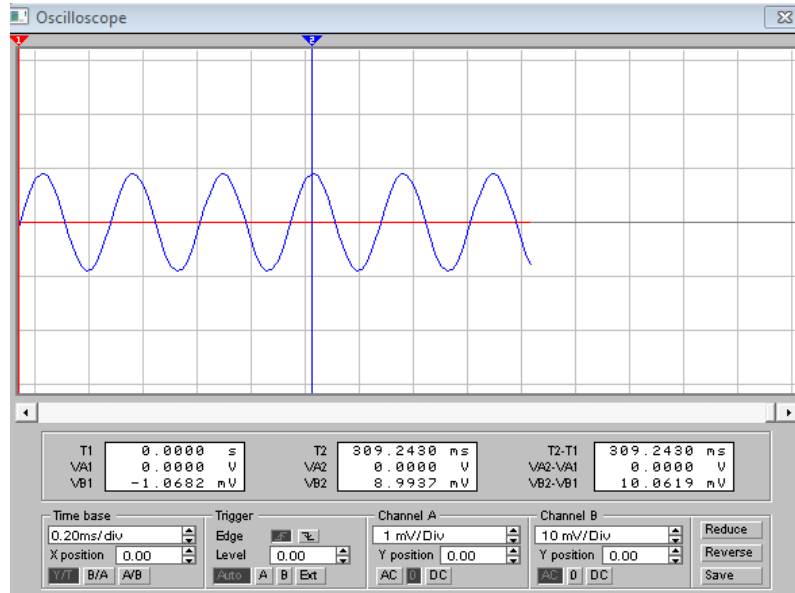 Oscilloscope
1 2
T1 0.0000 s T2 309.2430 ms T2-T1 309.2430 ms
VA1 0.0000 V VA2 0.0000 V VA2-VA1 0.0000 V
VB1 -1.0682 mV VB2 8.9937 mV VB2-VB1 10.0619 mV
Time base Trigger Channel A Channel B
0.20ms/div Edge 1 mV/Div 10 mV/Div Reduce
X position 0.00 Level 0.00 Y position 0.00 Y position 0.00 Reverse
Y/T B/A A/B Auto A B Ext AC 0 DC AC 0 DC Save